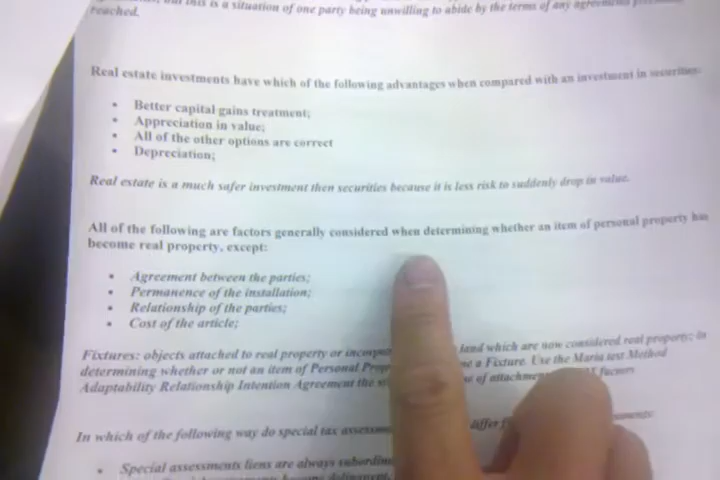 this is a situation of one party being unwilling to abide by the terms of any agreement
reached.
Real estate investments have which of the following advantages when compared with an investment in securities:
• Better capital gains treatment;
• Appreciation in value;
• All of the other options are correct
• Depreciation;
Real estate is a much safer investment then securities because it is less risk to suddenly drop in value.
All of the following are factors generally considered when determining whether an item of personal property has
become real property, except:
• Agreement between the parties;
• Permanence of the installation;
• Relationship of the parties;
• Cost of the article;
Fixtures: objects attached to real property or land which are now considered real property; in
determining whether or not an item of Personal a Fixture. Use the Maria test Method
Adaptability Relationship Intention Agreement the of attachment factors
In which of the following way do special tax differ
• Special assessments liens are always